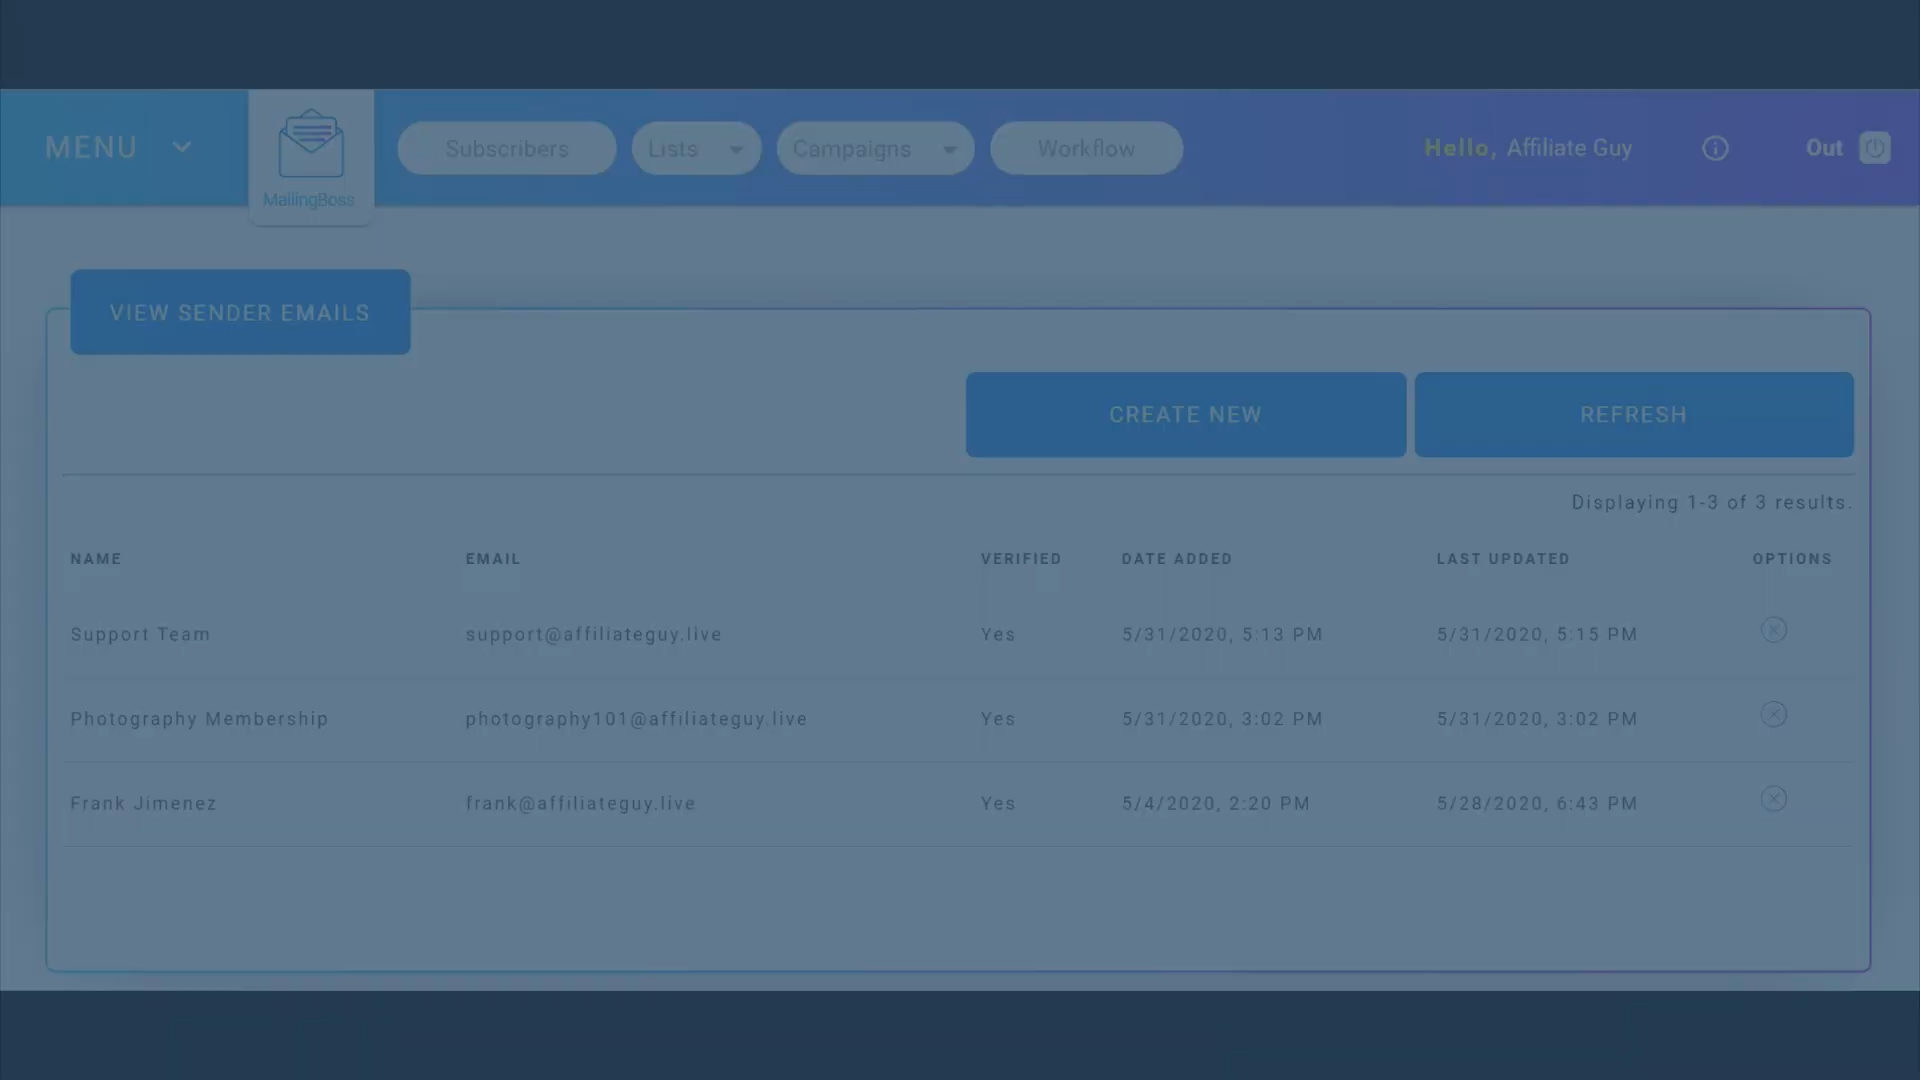 MENU
MailingBoss
Subscribers
Lists
Campaigns
Workflow
Hello, Affiliate Guy
Out
VIEW SENDER EMAILS
CREATE NEW
REFRESH
Displaying 1-3 of 3 results.
NAME EMAIL VERIFIED DATE ADDED LAST UPDATED OPTIONS
Support Team support@affiliateguy.live Yes 5/31/2020, 5:13 PM 5/31/2020, 5:15 PM
Photography Membership photography101@affiliateguy.live Yes 5/31/2020, 3:02 PM 5/31/2020, 3:02 PM
Frank Jimenez frank@affiliateguy.live Yes 5/4/2020, 2:20 PM 5/28/2020, 6:43 PM